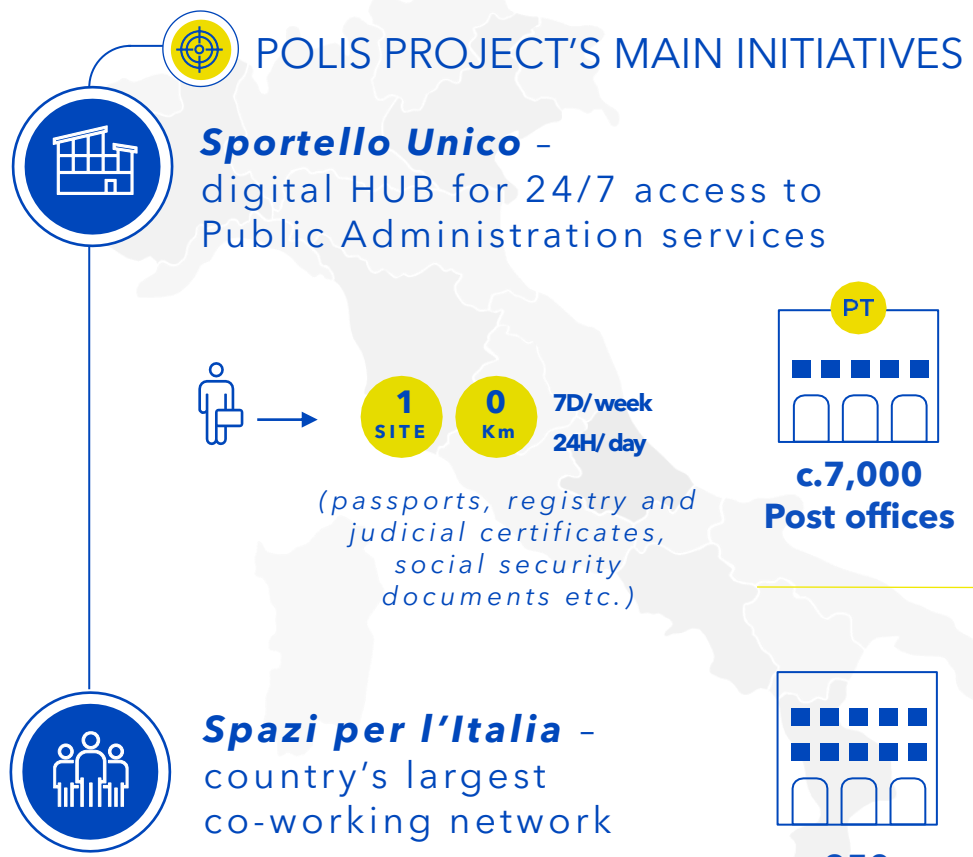 POLIS PROJECT'S MAIN INITIATIVES
Sportello Unico –
digital HUB for 24/7 access to
Public Administration services
PT
1
SITE
0
Km
7D/week
24H/day
(passports, registry and
judicial certificates,
social security
documents etc.)
c.7,000
Post offices
Spazi per l'Italia –
country's largest
co-working network